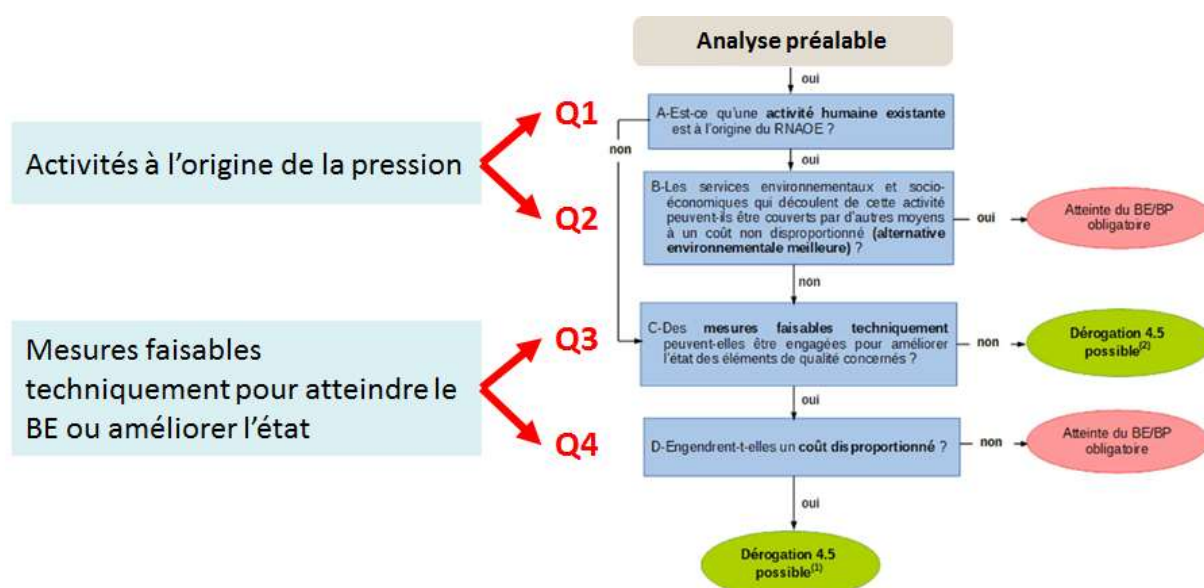 Analyse préalable
oui
Q1
A-Est-ce qu'une activité humaine existante
est à l'origine du RNAOE ?
non
Activités à l'origine de la pression
oui
Q2
B-Les services environnementaux et socio-
économiques qui découlent de cette activité
peuvent-ils être couverts par d'autres moyens
à un coût non disproportionné (alternative
environnementale meilleure) ?
oui
Atteinte du BE/BP
obligatoire
non
Mesures faisables
techniquement pour atteindre le
BE ou améliorer l'état
Q3
C-Des mesures faisables techniquement
peuvent-elles être engagées pour améliorer
l'état des éléments de qualité concernés ?
non
Dérogation 4.5
possible(2)
oui
Q4
D-Engendrent-t-elles un coût disproportionné ?
non
Atteinte du BE/BP
obligatoire
oui
Dérogation 4.5
possible(1)